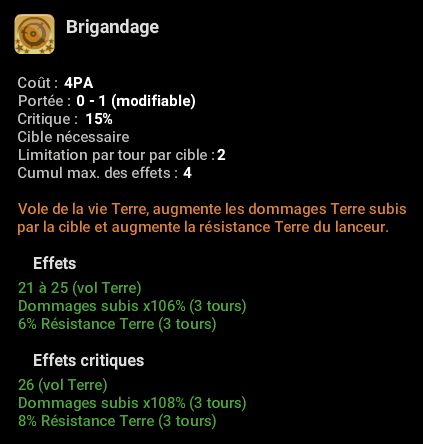 Brigandage
Coût : 4PA
Portée : 0 - 1 (modifiable)
Critique : 15%
Cible nécessaire
Limitation par tour par cible : 2
Cumul max. des effets : 4
Vole de la vie Terre, augmente les dommages Terre subis
par la cible et augmente la résistance Terre du lanceur.
Effets
21 à 25 (vol Terre)
Dommages subis x106% (3 tours)
6% Résistance Terre (3 tours)
Effets critiques
26 (vol Terre)
Dommages subis x108% (3 tours)
8% Résistance Terre (3 tours)